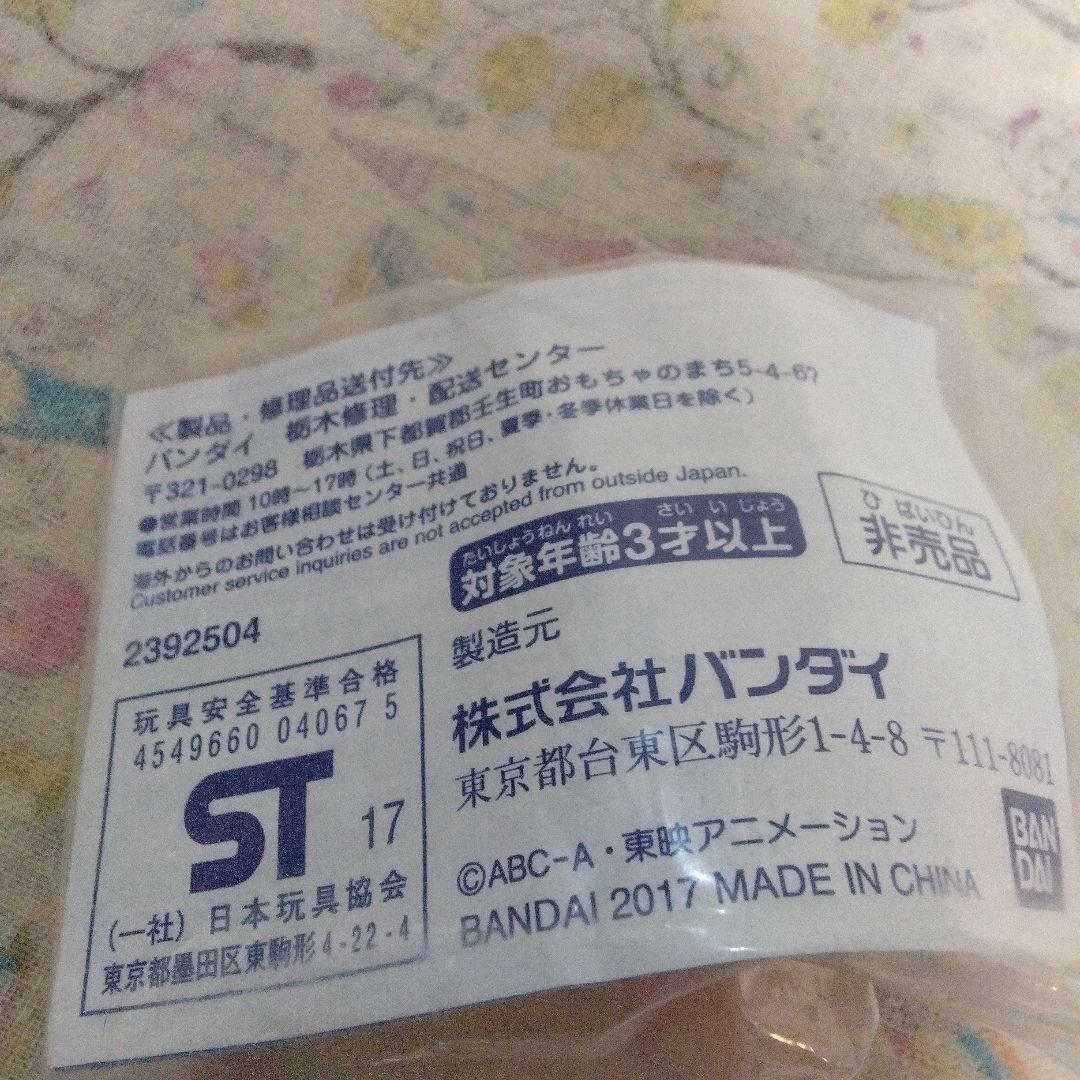 ≪製品・修理品送付先≫
バンダイ 栃木修理・配送センター
〒321-0298 栃木県下都賀郡壬生町おもちゃのまち5-4-67
●営業時間 10時~17時(土、日、祝日、夏季・冬季休業日を除く)
電話番号はお客様相談センター共通
海外からのお問い合わせは受け付けておりません。
Customer service inquiries are not accepted from outside Japan.
たいしょうねんれい さい いじょう
対象年齢3才以上
ひ ばいひん
非売品
2392504
玩具安全基準合格
4549660 04067 5
ST 17
(一社) 日本玩具協会
東京都墨田区東駒形4-22-4
製造元
株式会社バンダイ
東京都台東区駒形1-4-8 〒111-8081
©ABC-A・東映アニメーション
BANDAI 2017 MADE IN CHINA
BAN
DAI